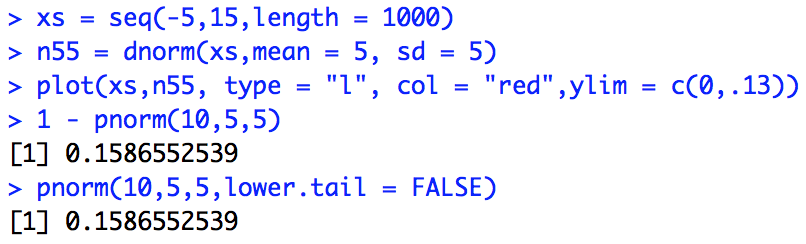 > xs = seq(-5,15,length = 1000)
> n55 = dnorm(xs,mean = 5, sd = 5)
> plot(xs,n55, type = "l", col = "red",ylim = c(0,.13))
> 1 - pnorm(10,5,5)
[1] 0.1586552539
> pnorm(10,5,5,lower.tail = FALSE)
[1] 0.1586552539